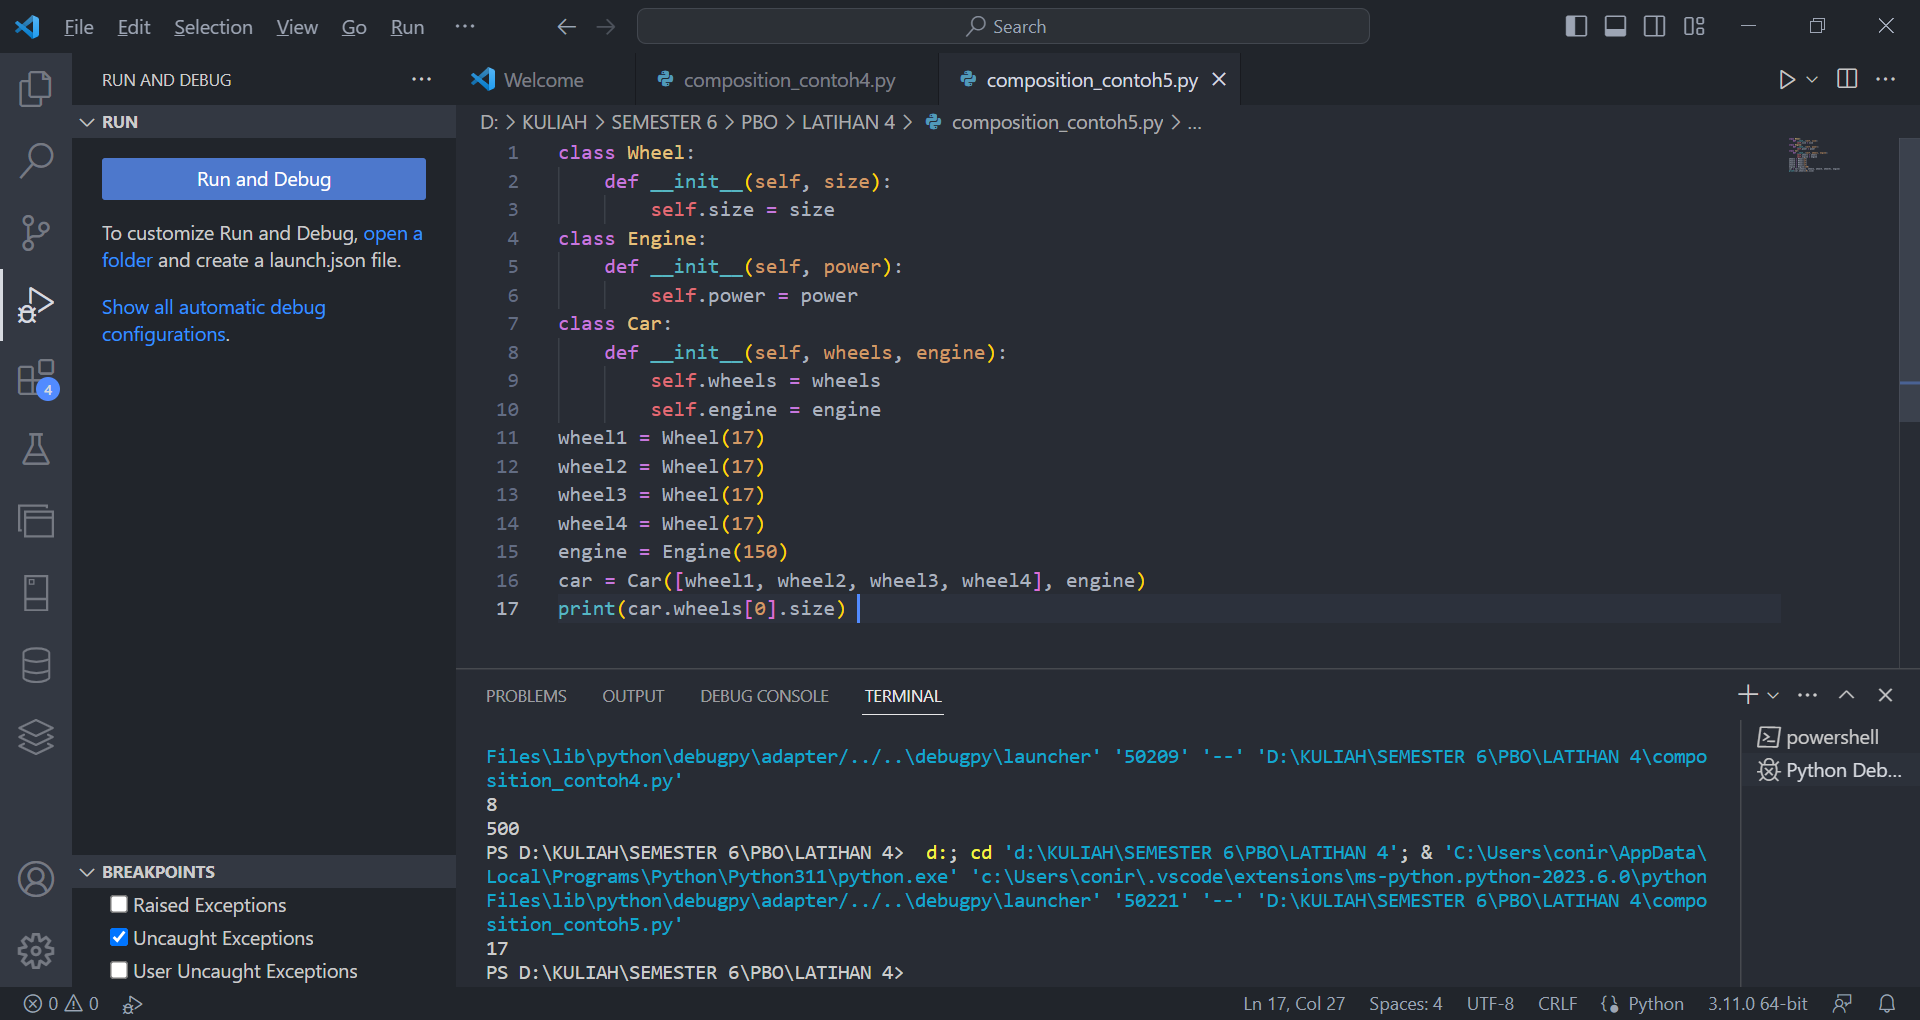 File Edit Selection View Go Run ··· Search
RUN AND DEBUG ···
RUN
Run and Debug
To customize Run and Debug, open a
folder and create a launch.json file.
Show all automatic debug
configurations.
4
BREAKPOINTS
Raised Exceptions
Uncaught Exceptions
User Uncaught Exceptions
Welcome composition_contoh4.py composition_contoh5.py
D: > KULIAH > SEMESTER 6 > PBO > LATIHAN 4 > composition_contoh5.py > ...
1 class Wheel:
2     def __init__(self, size):
3         self.size = size
4 class Engine:
5     def __init__(self, power):
6         self.power = power
7 class Car:
8     def __init__(self, wheels, engine):
9         self.wheels = wheels
10         self.engine = engine
11 wheel1 = Wheel(17)
12 wheel2 = Wheel(17)
13 wheel3 = Wheel(17)
14 wheel4 = Wheel(17)
15 engine = Engine(150)
16 car = Car([wheel1, wheel2, wheel3, wheel4], engine)
17 print(car.wheels[0].size)
PROBLEMS OUTPUT DEBUG CONSOLE TERMINAL
Files\lib\python\debugpy\adapter/../..\debugpy\launcher' '50209' '--' 'D:\KULIAH\SEMESTER 6\PBO\LATIHAN 4\compo
sition_contoh4.py'
8
500
PS D:\KULIAH\SEMESTER 6\PBO\LATIHAN 4>  d:; cd 'd:\KULIAH\SEMESTER 6\PBO\LATIHAN 4'; & 'C:\Users\conir\AppData\
Local\Programs\Python\Python311\python.exe' 'c:\Users\conir\.vscode\extensions\ms-python.python-2023.6.0\python
Files\lib\python\debugpy\adapter/../..\debugpy\launcher' '50221' '--' 'D:\KULIAH\SEMESTER 6\PBO\LATIHAN 4\compo
sition_contoh5.py'
17
PS D:\KULIAH\SEMESTER 6\PBO\LATIHAN 4>
powershell
Python Deb...
0 0 Ln 17, Col 27 Spaces: 4 UTF-8 CRLF Python 3.11.0 64-bit